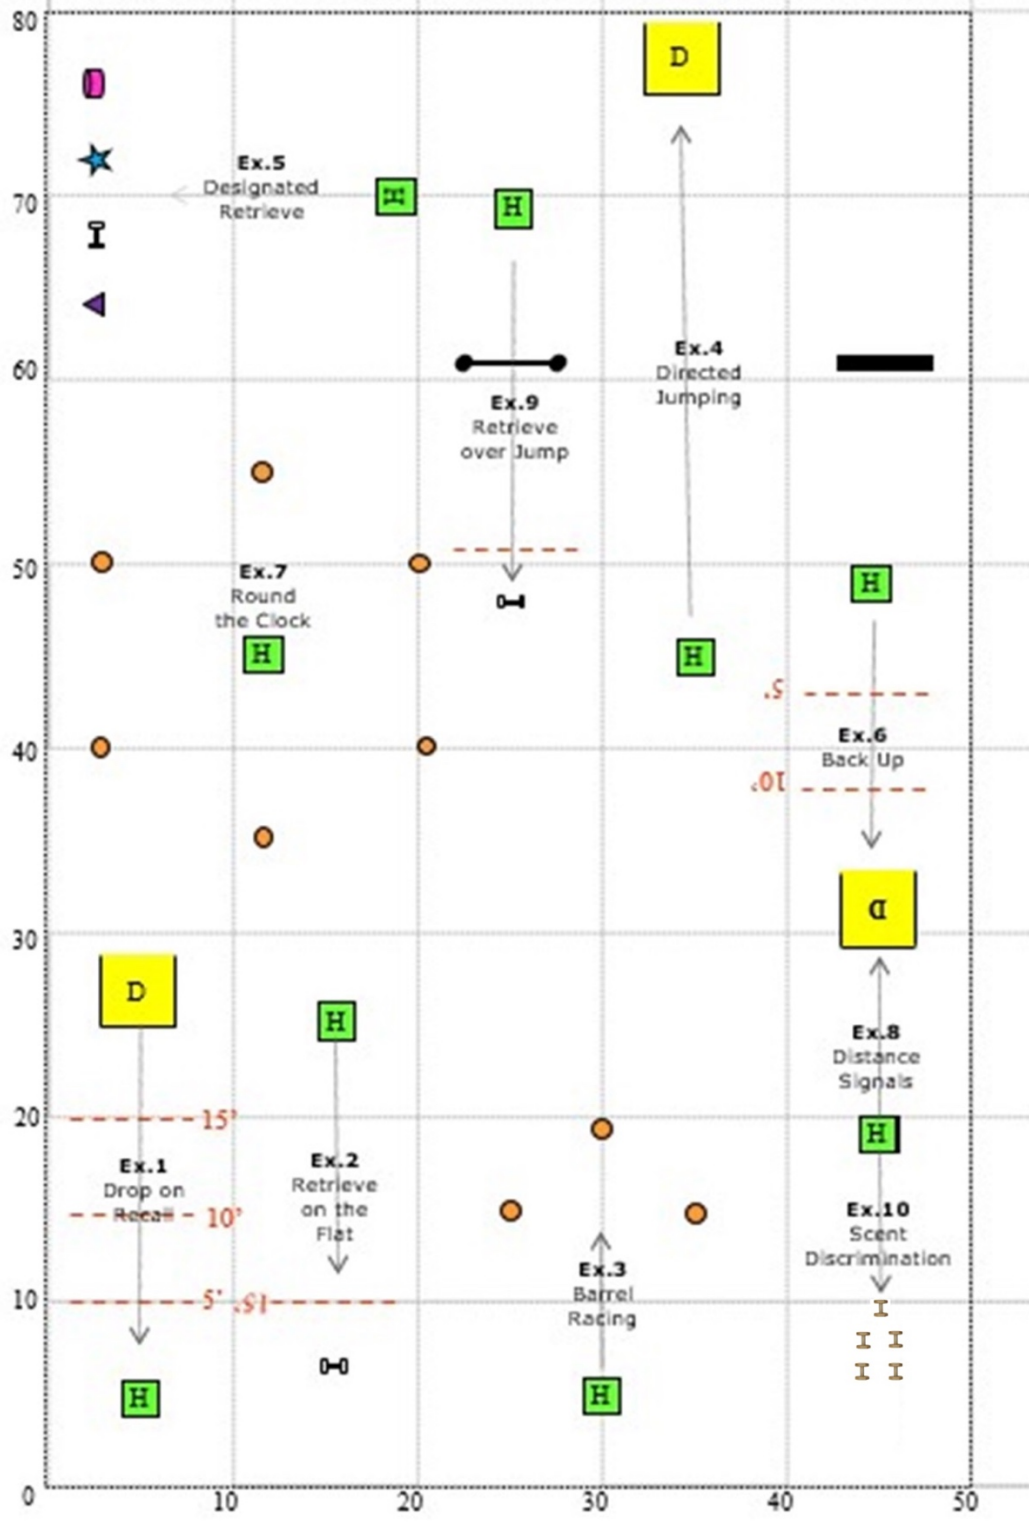 80
D
Ex.5
Designated
Retrieve
70
H
H
Ex.4
Directed
Jumping
60
Ex.9
Retrieve
over Jump
50
Ex.7
Round
the Clock
H
H
H
5'
Ex.6
Back Up
40
10'
D
30
D
H
Ex.8
Distance
Signals
20
15'
H
Ex.1
Drop on
Recall
10'
Ex.2
Retrieve
on the
Flat
Ex.10
Scent
Discrimination
Ex.3
Barrel
Racing
10
5'
15'
H
H
0
10
20
30
40
50